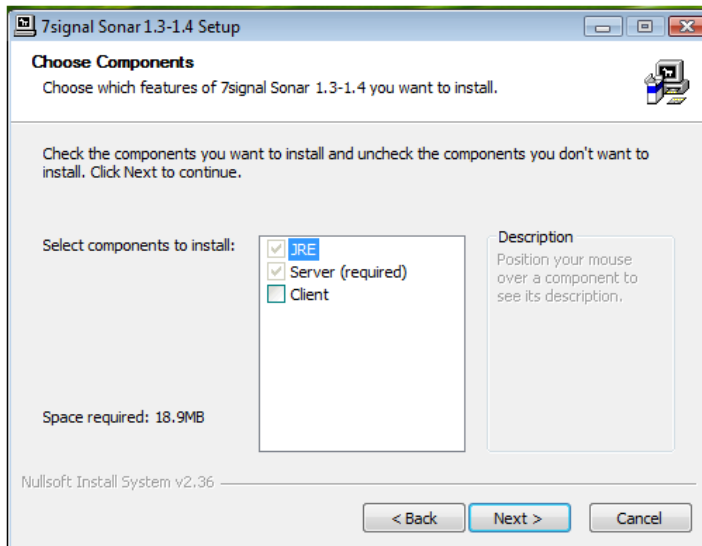 7signal Sonar 1.3-1.4 Setup
Choose Components
Choose which features of 7signal Sonar 1.3-1.4 you want to install.
Check the components you want to install and uncheck the components you don't want to
install. Click Next to continue.
Select components to install:
JRE
Server (required)
Client
Description
Position your mouse
over a component to
see its description.
Space required: 18.9MB
Nullsoft Install System v2.36
< Back
Next >
Cancel